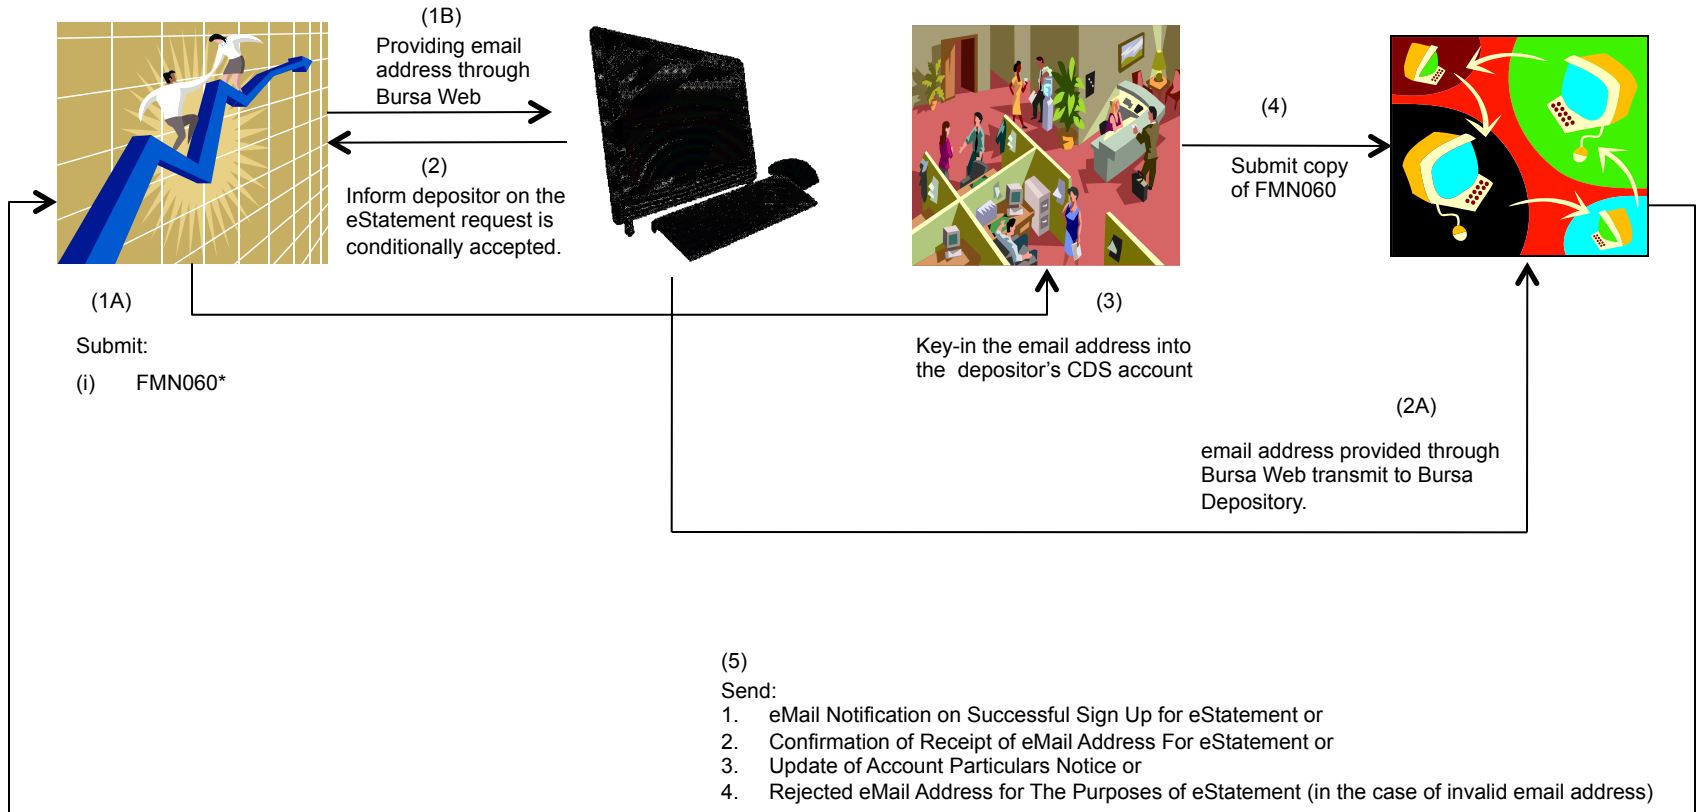 (1B)
Providing email
address through
Bursa Web
(2)
Inform depositor on the
eStatement request is
conditionally accepted.
(4)
Submit copy
of FMN060
(1A)
Submit:
(i) FMN060*
(3)
Key-in the email address into
the depositor's CDS account
(2A)
email address provided through
Bursa Web transmit to Bursa
Depository.
(5)
Send:
1. eMail Notification on Successful Sign Up for eStatement or
2. Confirmation of Receipt of eMail Address For eStatement or
3. Update of Account Particulars Notice or
4. Rejected eMail Address for The Purposes of eStatement (in the case of invalid email address)